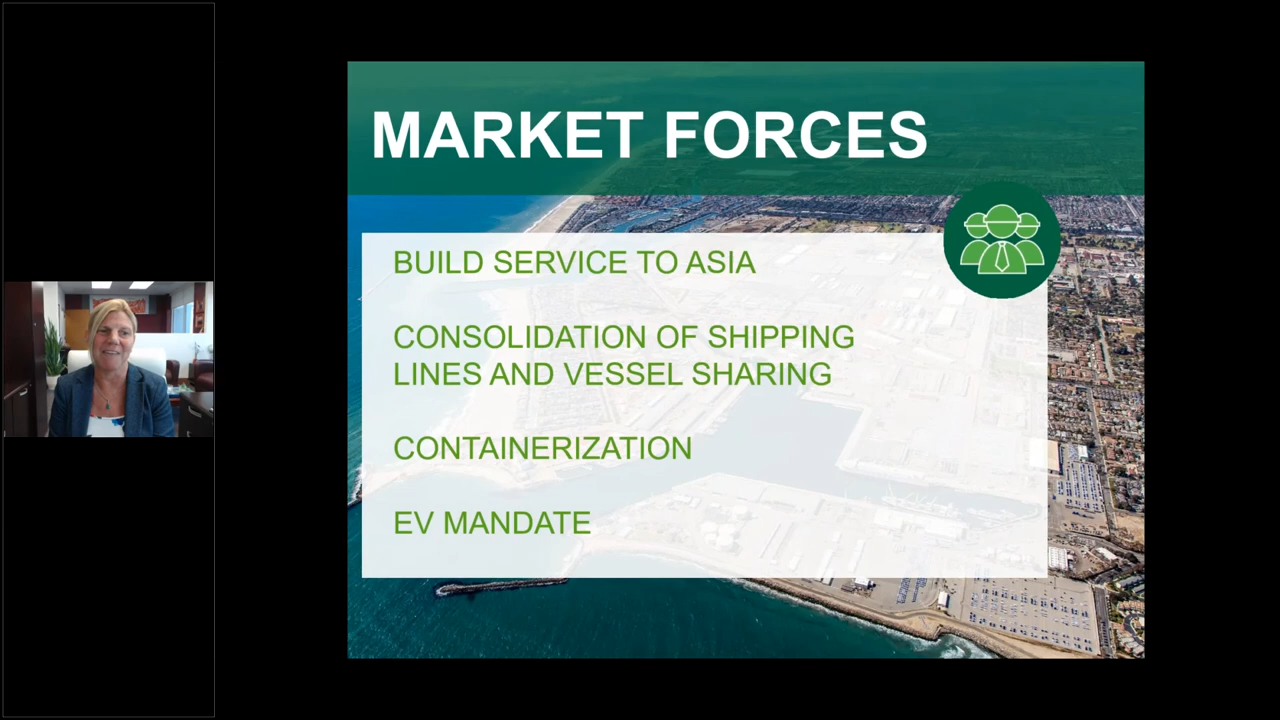 MARKET FORCES
BUILD SERVICE TO ASIA
CONSOLIDATION OF SHIPPING
LINES AND VESSEL SHARING
CONTAINERIZATION
EV MANDATE